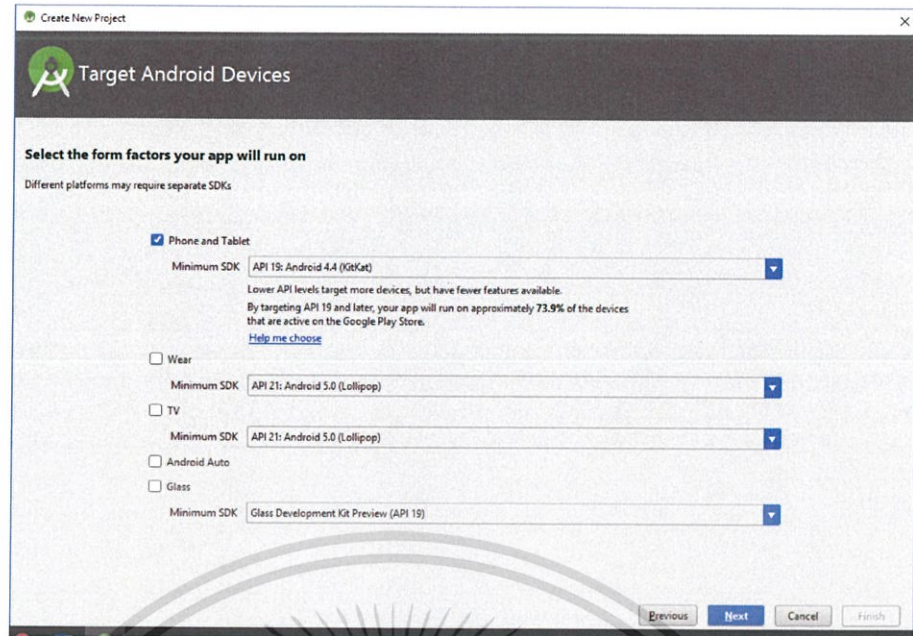 Create New Project
Target Android Devices
Select the form factors your app will run on
Different platforms may require separate SDKs
Phone and Tablet
Minimum SDK API 19: Android 4.4 (KitKat)
Lower API levels target more devices, but have fewer features available.
By targeting API 19 and later, your app will run on approximately 73.9% of the devices
that are active on the Google Play Store.
Help me choose
Wear
Minimum SDK API 21: Android 5.0 (Lollipop)
TV
Minimum SDK API 21: Android 5.0 (Lollipop)
Android Auto
Glass
Minimum SDK Glass Development Kit Preview (API 19)
Previous Next Cancel Finish